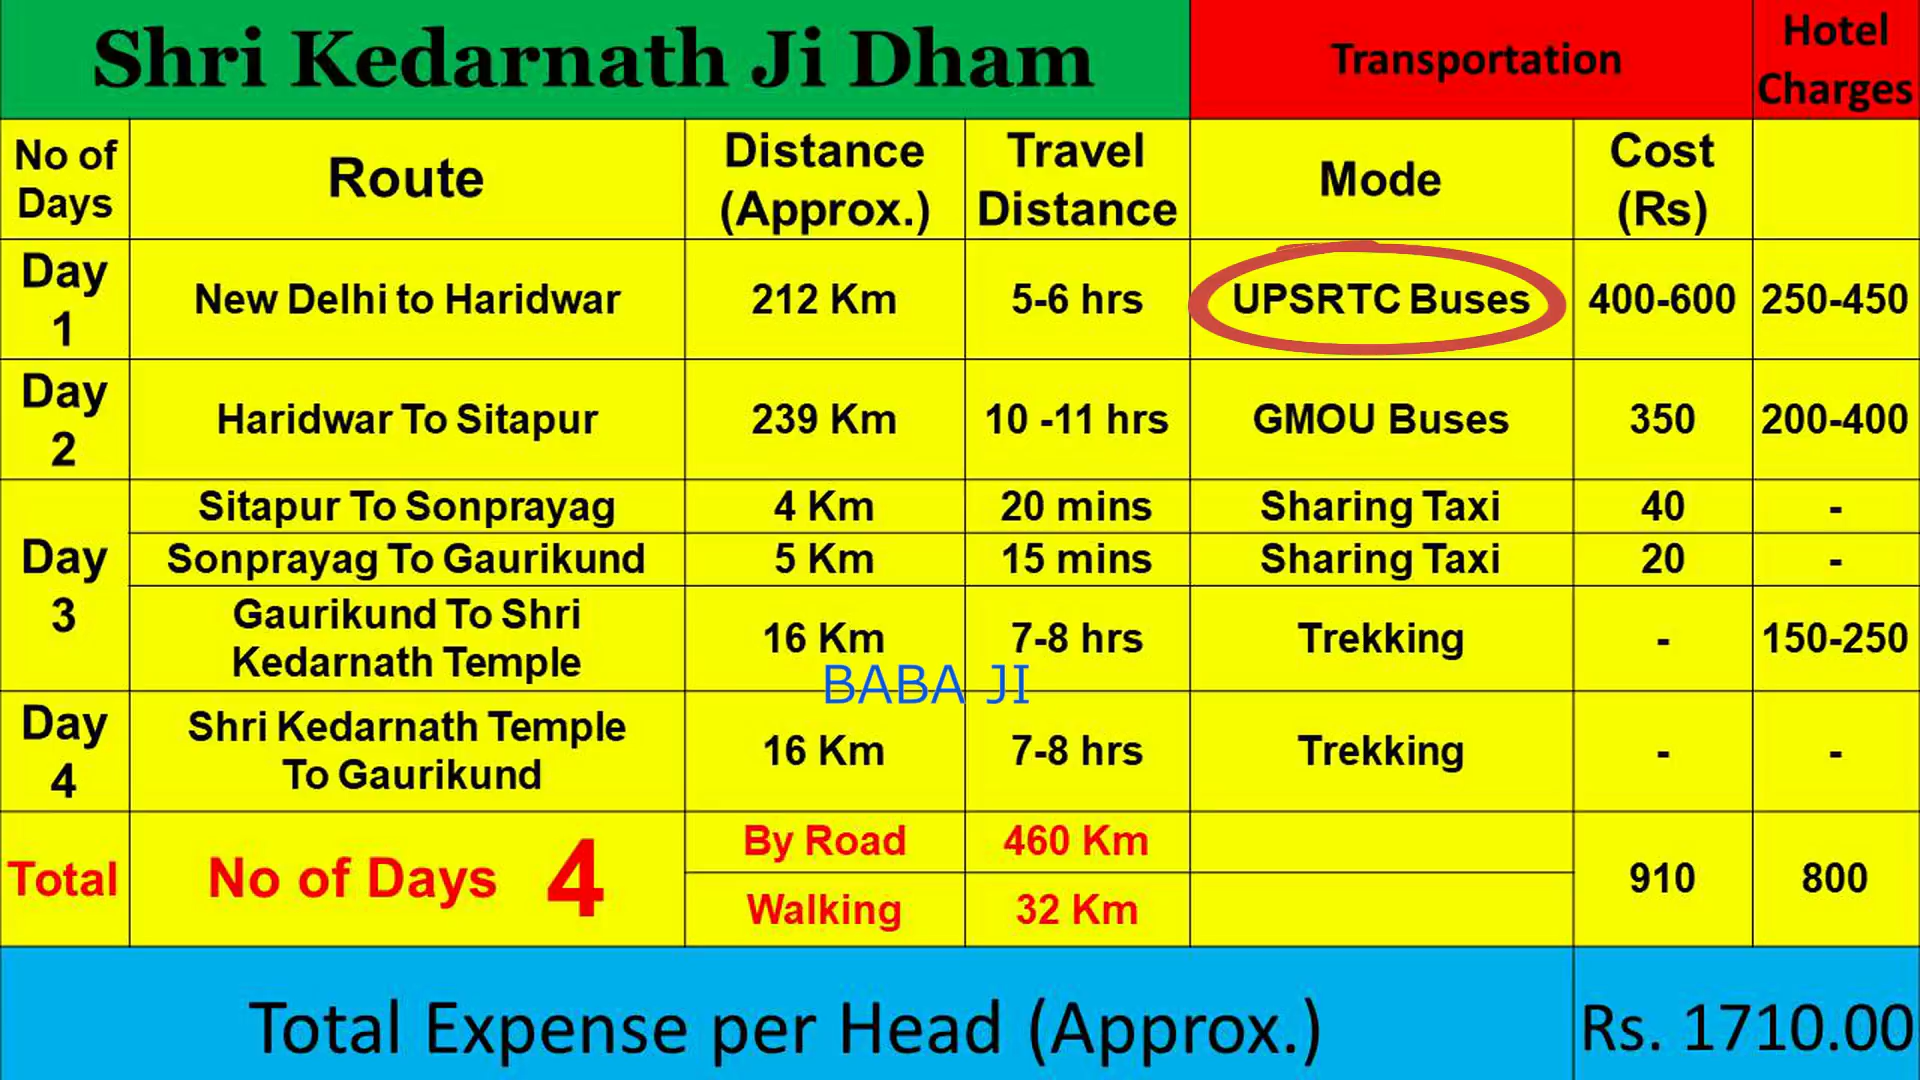 Shri Kedarnath Ji Dham
Transportation
Hotel
Charges
No of
Days
Route
Distance
(Approx.)
Travel
Distance
Mode
Cost
(Rs)
Day
1
New Delhi to Haridwar
212 Km
5-6 hrs
UPSRTC Buses
400-600
250-450
Day
2
Haridwar To Sitapur
239 Km
10 -11 hrs
GMOU Buses
350
200-400
Day
3
Sitapur To Sonprayag
4 Km
20 mins
Sharing Taxi
40
-
Sonprayag To Gaurikund
5 Km
15 mins
Sharing Taxi
20
-
Gaurikund To Shri
Kedarnath Temple
16 Km
7-8 hrs
Trekking
-
150-250
BABA JI
Day
4
Shri Kedarnath Temple
To Gaurikund
16 Km
7-8 hrs
Trekking
-
-
Total
No of Days 4
By Road
460 Km
Walking
32 Km
910
800
Total Expense per Head (Approx.)
Rs. 1710.00